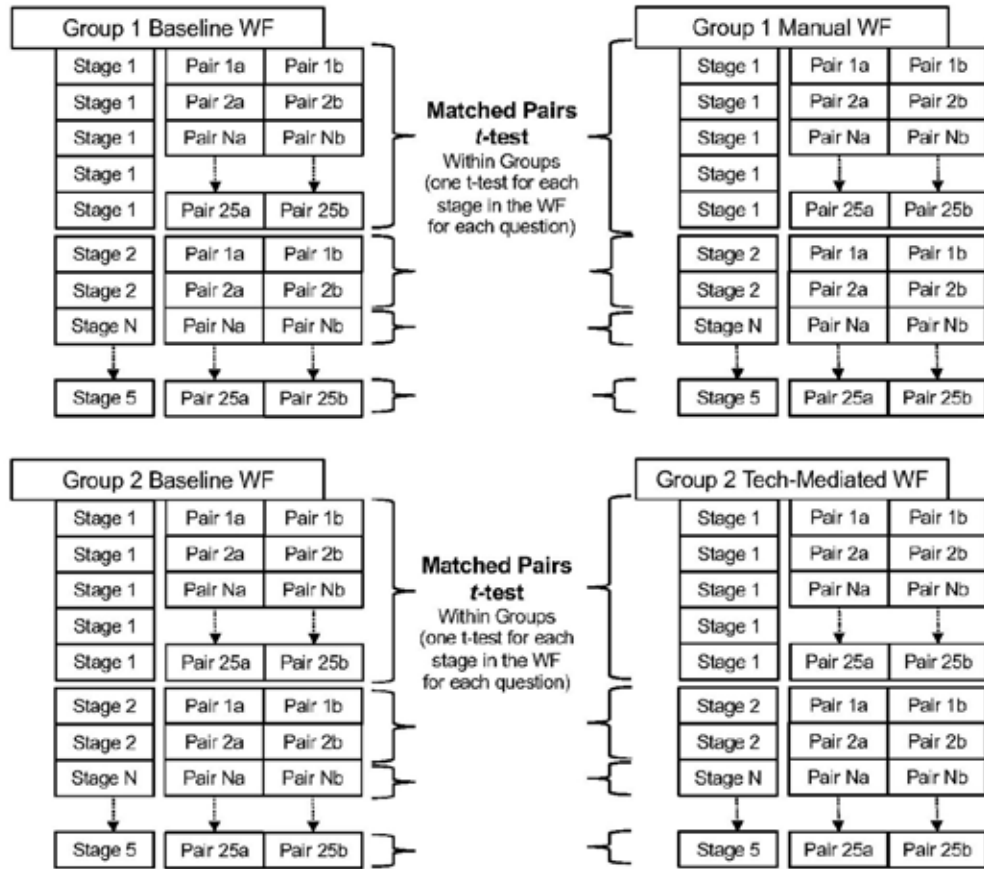 Group 1 Baseline WF
Stage 1 Pair 1a Pair 1b
Stage 1 Pair 2a Pair 2b
Stage 1 Pair Na Pair Nb
Stage 1
Stage 1 Pair 25a Pair 25b
Stage 2 Pair 1a Pair 1b
Stage 2 Pair 2a Pair 2b
Stage N Pair Na Pair Nb
Stage 5 Pair 25a Pair 25b
Matched Pairs
t-test
Within Groups
(one t-test for each
stage in the WF
for each question)
Group 1 Manual WF
Stage 1 Pair 1a Pair 1b
Stage 1 Pair 2a Pair 2b
Stage 1 Pair Na Pair Nb
Stage 1
Stage 1 Pair 25a Pair 25b
Stage 2 Pair 1a Pair 1b
Stage 2 Pair 2a Pair 2b
Stage N Pair Na Pair Nb
Stage 5 Pair 25a Pair 25b
Group 2 Baseline WF
Stage 1 Pair 1a Pair 1b
Stage 1 Pair 2a Pair 2b
Stage 1 Pair Na Pair Nb
Stage 1
Stage 1 Pair 25a Pair 25b
Stage 2 Pair 1a Pair 1b
Stage 2 Pair 2a Pair 2b
Stage N Pair Na Pair Nb
Stage 5 Pair 25a Pair 25b
Matched Pairs
t-test
Within Groups
(one t-test for each
stage in the WF
for each question)
Group 2 Tech-Mediated WF
Stage 1 Pair 1a Pair 1b
Stage 1 Pair 2a Pair 2b
Stage 1 Pair Na Pair Nb
Stage 1
Stage 1 Pair 25a Pair 25b
Stage 2 Pair 1a Pair 1b
Stage 2 Pair 2a Pair 2b
Stage N Pair Na Pair Nb
Stage 5 Pair 25a Pair 25b